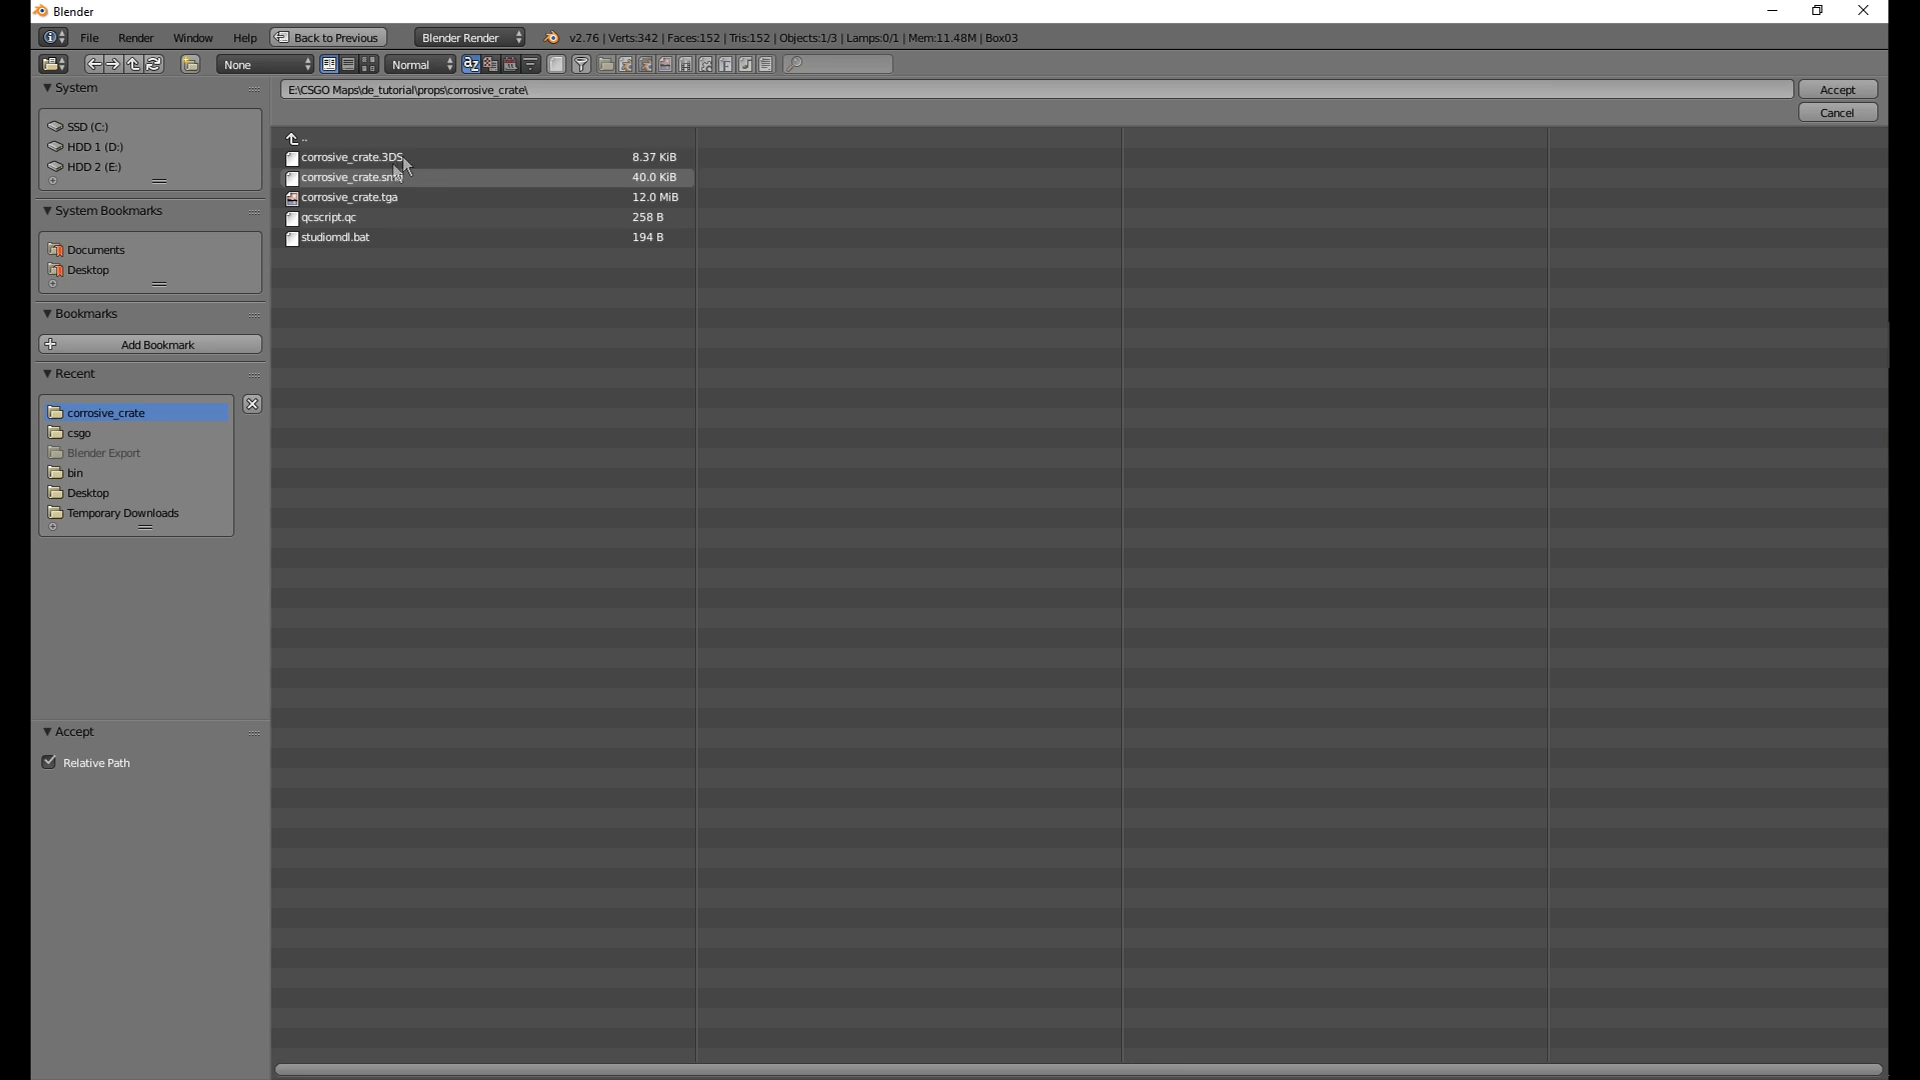 Blender
File Render Window Help Back to Previous Blender Render v2.76 | Verts:342 | Faces:152 | Tris:152 | Objects:1/3 | Lamps:0/1 | Mem:11.48M | Box03
None Normal
System
E:\CSGO Maps\de_tutorial\props\corrosive_crate\ Accept
Cancel
SSD (C:)
HDD 1 (D:)
HDD 2 (E:)
..
corrosive_crate.3DS 8.37 KiB
40.0 KiB
corrosive_crate.tga 12.0 MiB
qcscript.qc 258 B
studiomdl.bat 194 B
System Bookmarks
Documents
Desktop
Bookmarks
Add Bookmark
Recent
corrosive_crate
csgo
Blender Export
bin
Desktop
Temporary Downloads
Accept
Relative Path